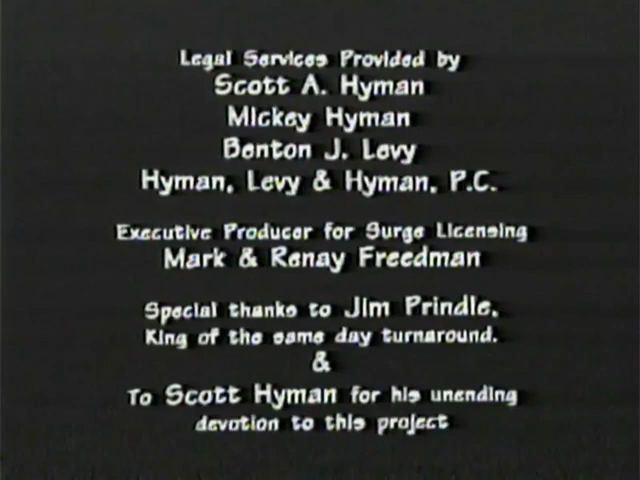 Legal Services Provided by
Scott A. Hyman
Mickey Hyman
Benton J. Levy
Hyman, Levy & Hyman, P.C.
Executive Producer for Surge Licensing
Mark & Renay Freedman
Special thanks to Jim Prindle,
King of the same day turnaround.
&
To Scott Hyman for his unending
devotion to this project